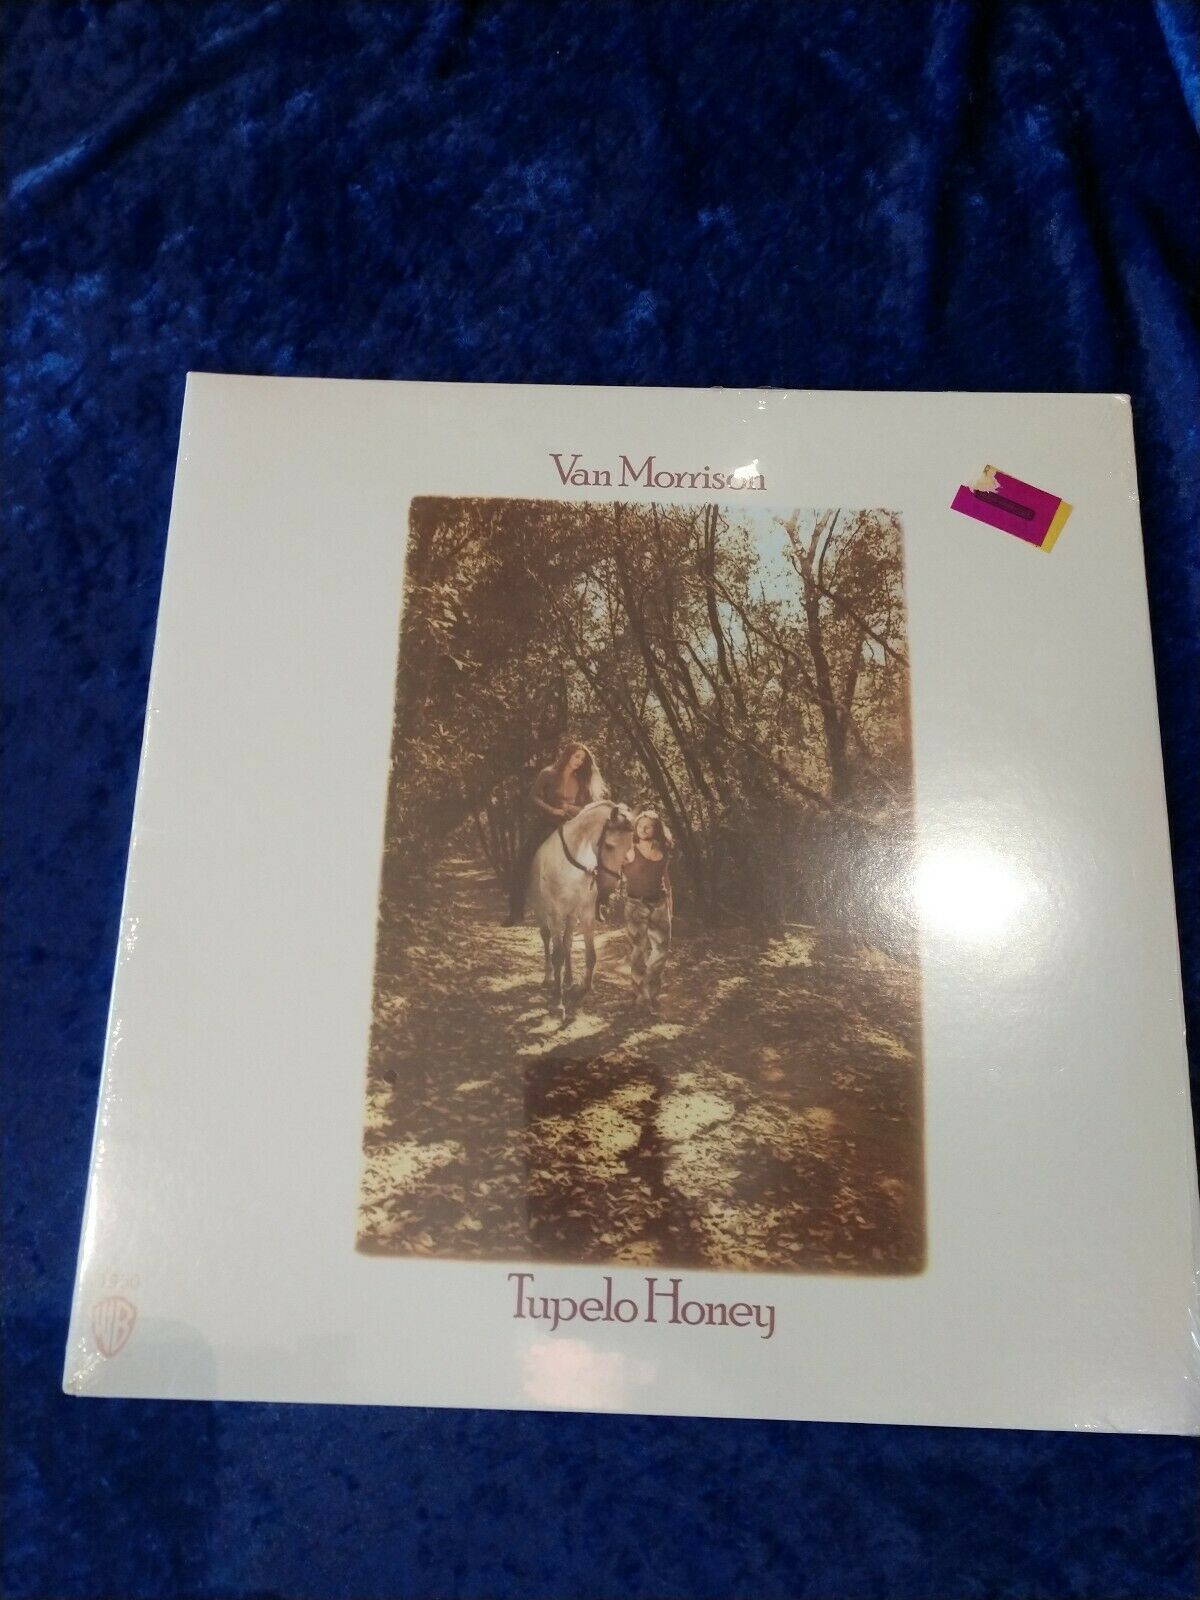 Van Morrison
Tupelo Honey
1950
WB